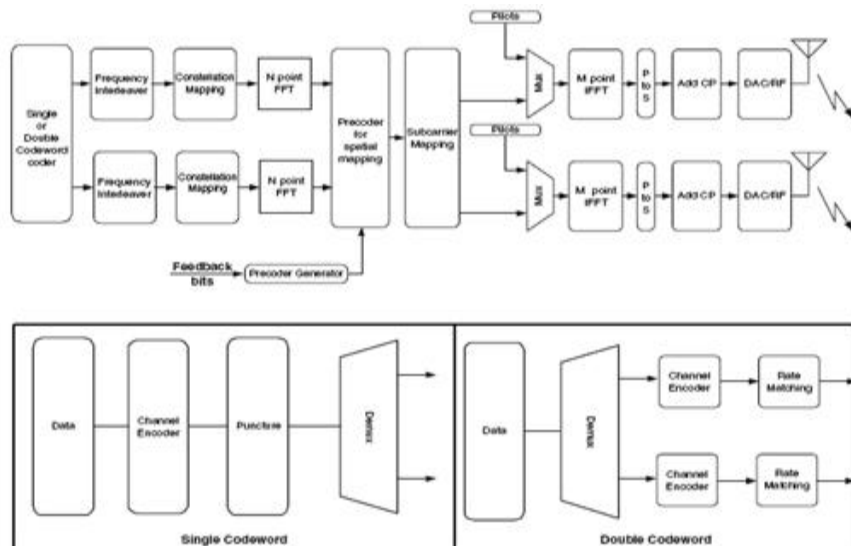 Pilots
Single
or
Double
Codeword
coder
Frequency
Interleaver
Constellation
Mapping
N point
FFT
Precoder
for
spatial
mapping
Subcarrier
Mapping
Mux
M point
IFFT
P
to
S
Add CP
DAC/RF
Pilots
Frequency
Interleaver
Constellation
Mapping
N point
FFT
Mux
M point
IFFT
P
to
S
Add CP
DAC/RF
Feedback
bits
Precoder Generator
Data
Channel
Encoder
Puncture
Demux
Single Codeword
Data
Demux
Channel
Encoder
Rate
Matching
Channel
Encoder
Rate
Matching
Double Codeword